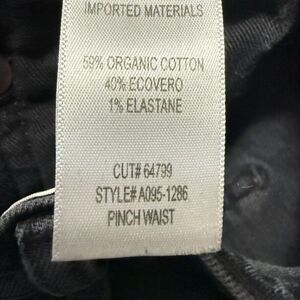 IMPORTED MATERIALS
59% ORGANIC COTTON
40% ECOVERO
1% ELASTANE
CUT# 64799
STYLE# A095-1286
PINCH WAIST